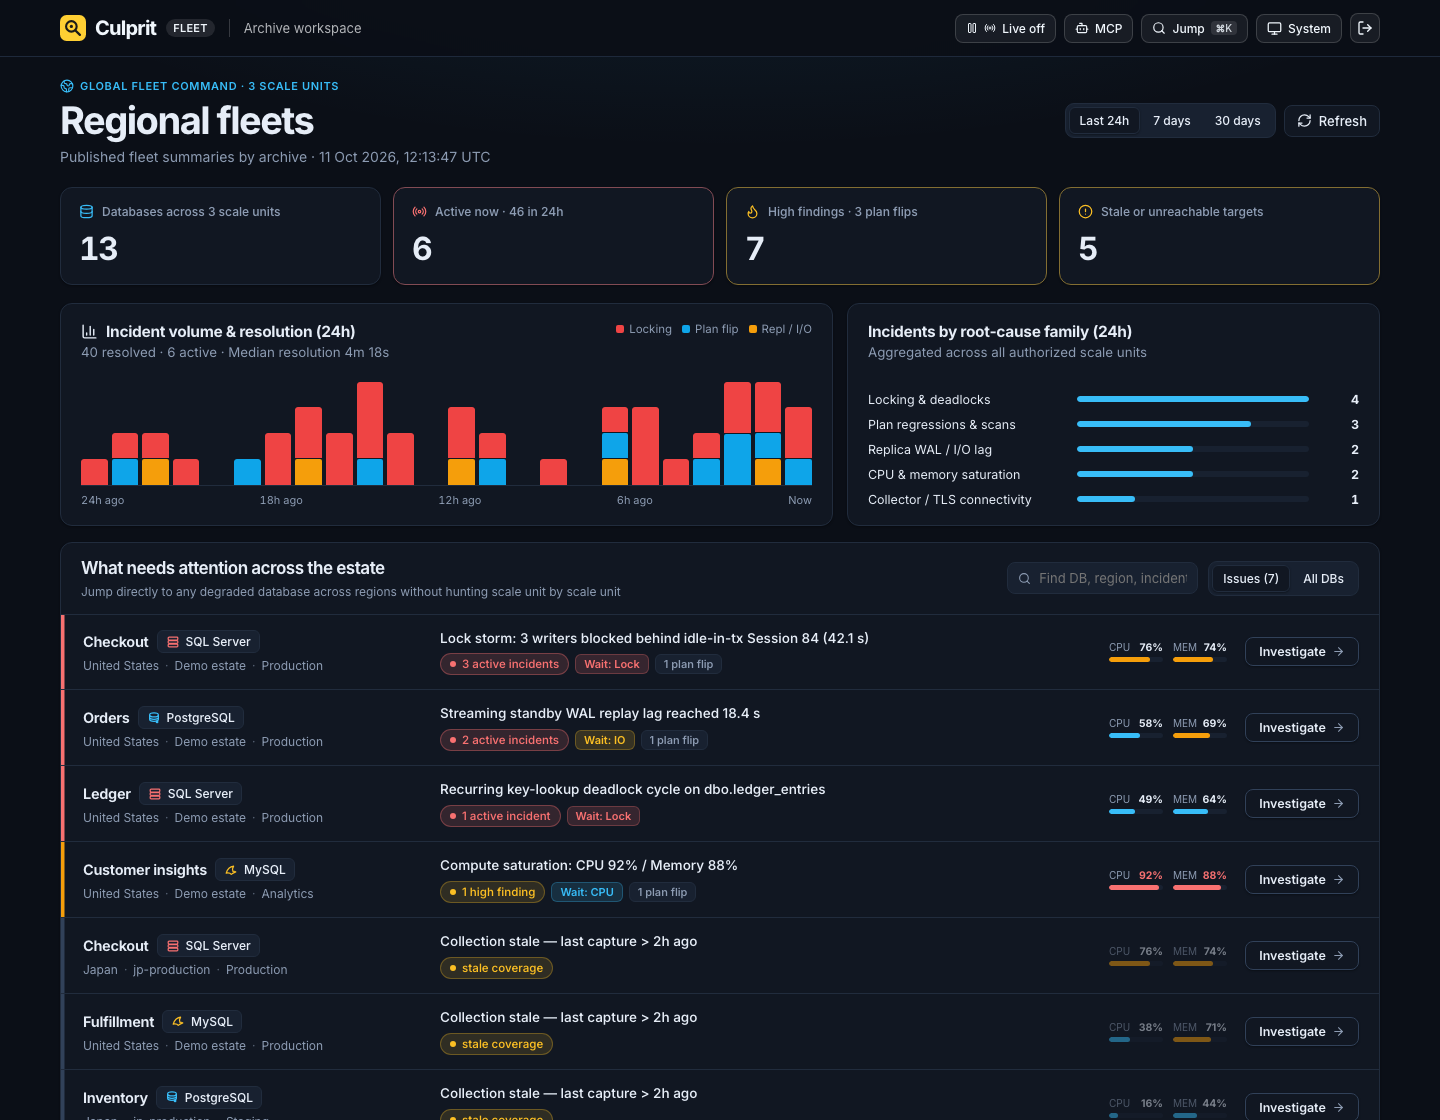 Culprit FLEET Archive workspace Live off MCP Jump ⌘K System
GLOBAL FLEET COMMAND · 3 SCALE UNITS
Regional fleets
Last 24h 7 days 30 days Refresh
Published fleet summaries by archive · 11 Oct 2026, 12:13:47 UTC
Databases across 3 scale units
13
Active now · 46 in 24h
6
High findings · 3 plan flips
7
Stale or unreachable targets
5
Incident volume & resolution (24h)
Locking Plan flip Repl / I/O
40 resolved · 6 active · Median resolution 4m 18s
24h ago 18h ago 12h ago 6h ago Now
Incidents by root-cause family (24h)
Aggregated across all authorized scale units
Locking & deadlocks 4
Plan regressions & scans 3
Replica WAL / I/O lag 2
CPU & memory saturation 2
Collector / TLS connectivity 1
What needs attention across the estate
Jump directly to any degraded database across regions without hunting scale unit by scale unit
Find DB, region, inciden Issues (7) All DBs
Checkout SQL Server
United States · Demo estate · Production
Lock storm: 3 writers blocked behind idle-in-tx Session 84 (42.1 s)
3 active incidents Wait: Lock 1 plan flip
CPU 76% MEM 74% Investigate
Orders PostgreSQL
United States · Demo estate · Production
Streaming standby WAL replay lag reached 18.4 s
2 active incidents Wait: IO 1 plan flip
CPU 58% MEM 69% Investigate
Ledger SQL Server
United States · Demo estate · Production
Recurring key-lookup deadlock cycle on dbo.ledger_entries
1 active incident Wait: Lock
CPU 49% MEM 64% Investigate
Customer insights MySQL
United States · Demo estate · Analytics
Compute saturation: CPU 92% / Memory 88%
1 high finding Wait: CPU 1 plan flip
CPU 92% MEM 88% Investigate
Checkout SQL Server
Japan · jp-production · Production
Collection stale — last capture > 2h ago
stale coverage
CPU 76% MEM 74% Investigate
Fulfillment MySQL
United States · Demo estate · Production
Collection stale — last capture > 2h ago
stale coverage
CPU 38% MEM 71% Investigate
Inventory PostgreSQL
Collection stale — last capture > 2h ago
stale coverage
CPU 16% MEM 44% Investigate